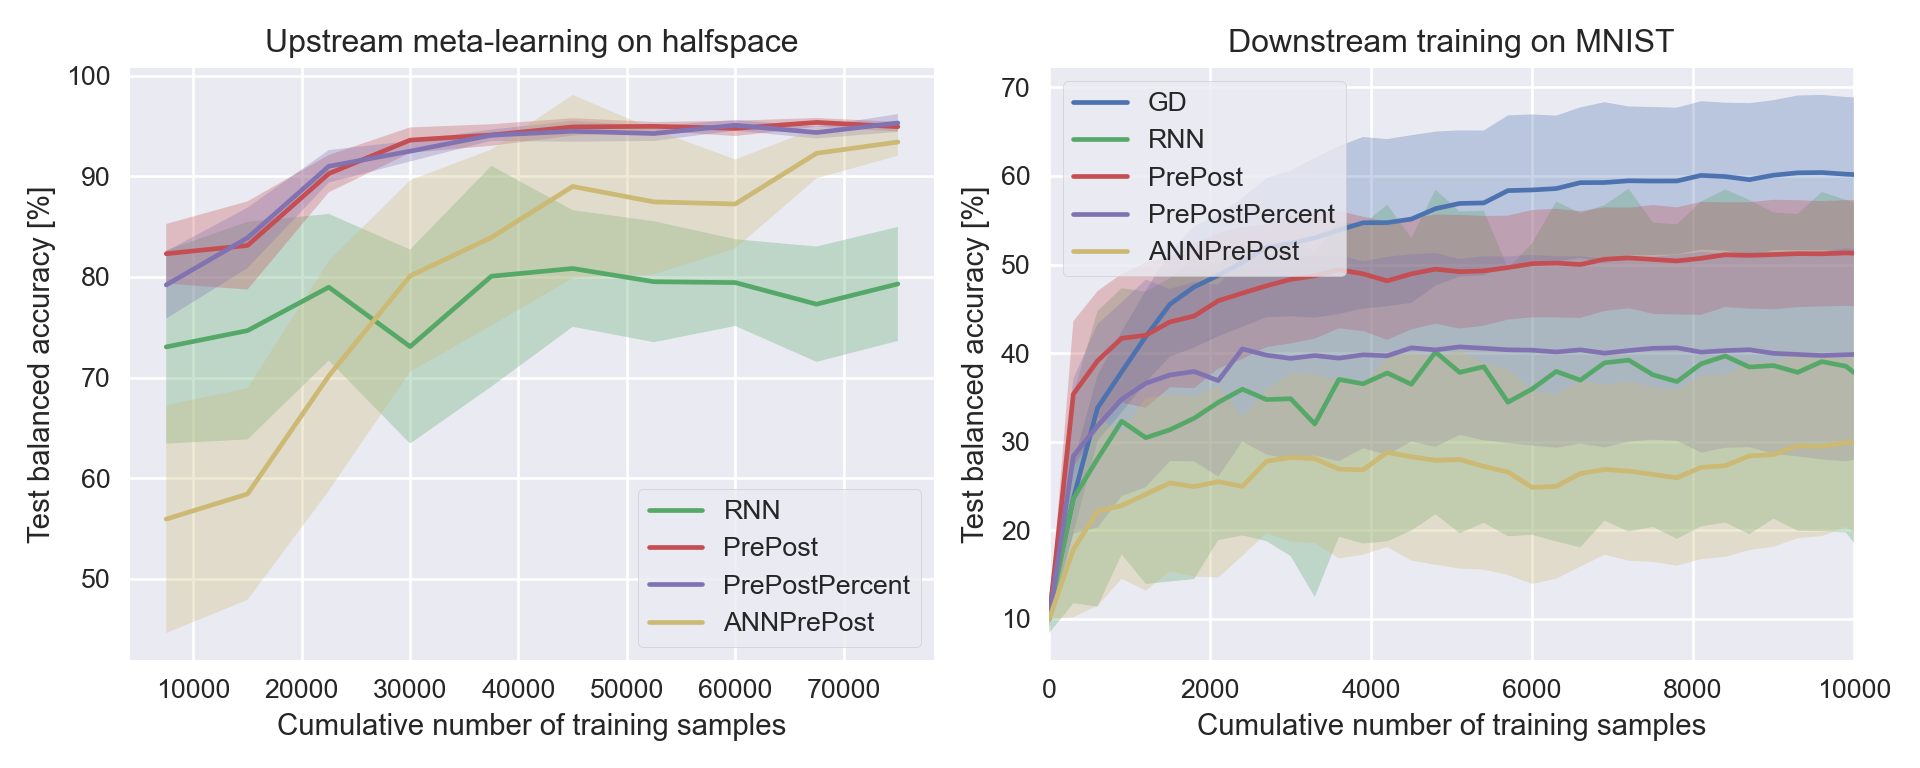 Upstream meta-learning on halfspace
100
90
80
70
60
50
Test balanced accuracy [%]
RNN
PrePost
PrePostPercent
ANNPrePost
10000 20000 30000 40000 50000 60000 70000
Cumulative number of training samples
Downstream training on MNIST
70
60
50
40
30
20
10
Test balanced accuracy [%]
GD
RNN
PrePost
PrePostPercent
ANNPrePost
0 2000 4000 6000 8000 10000
Cumulative number of training samples